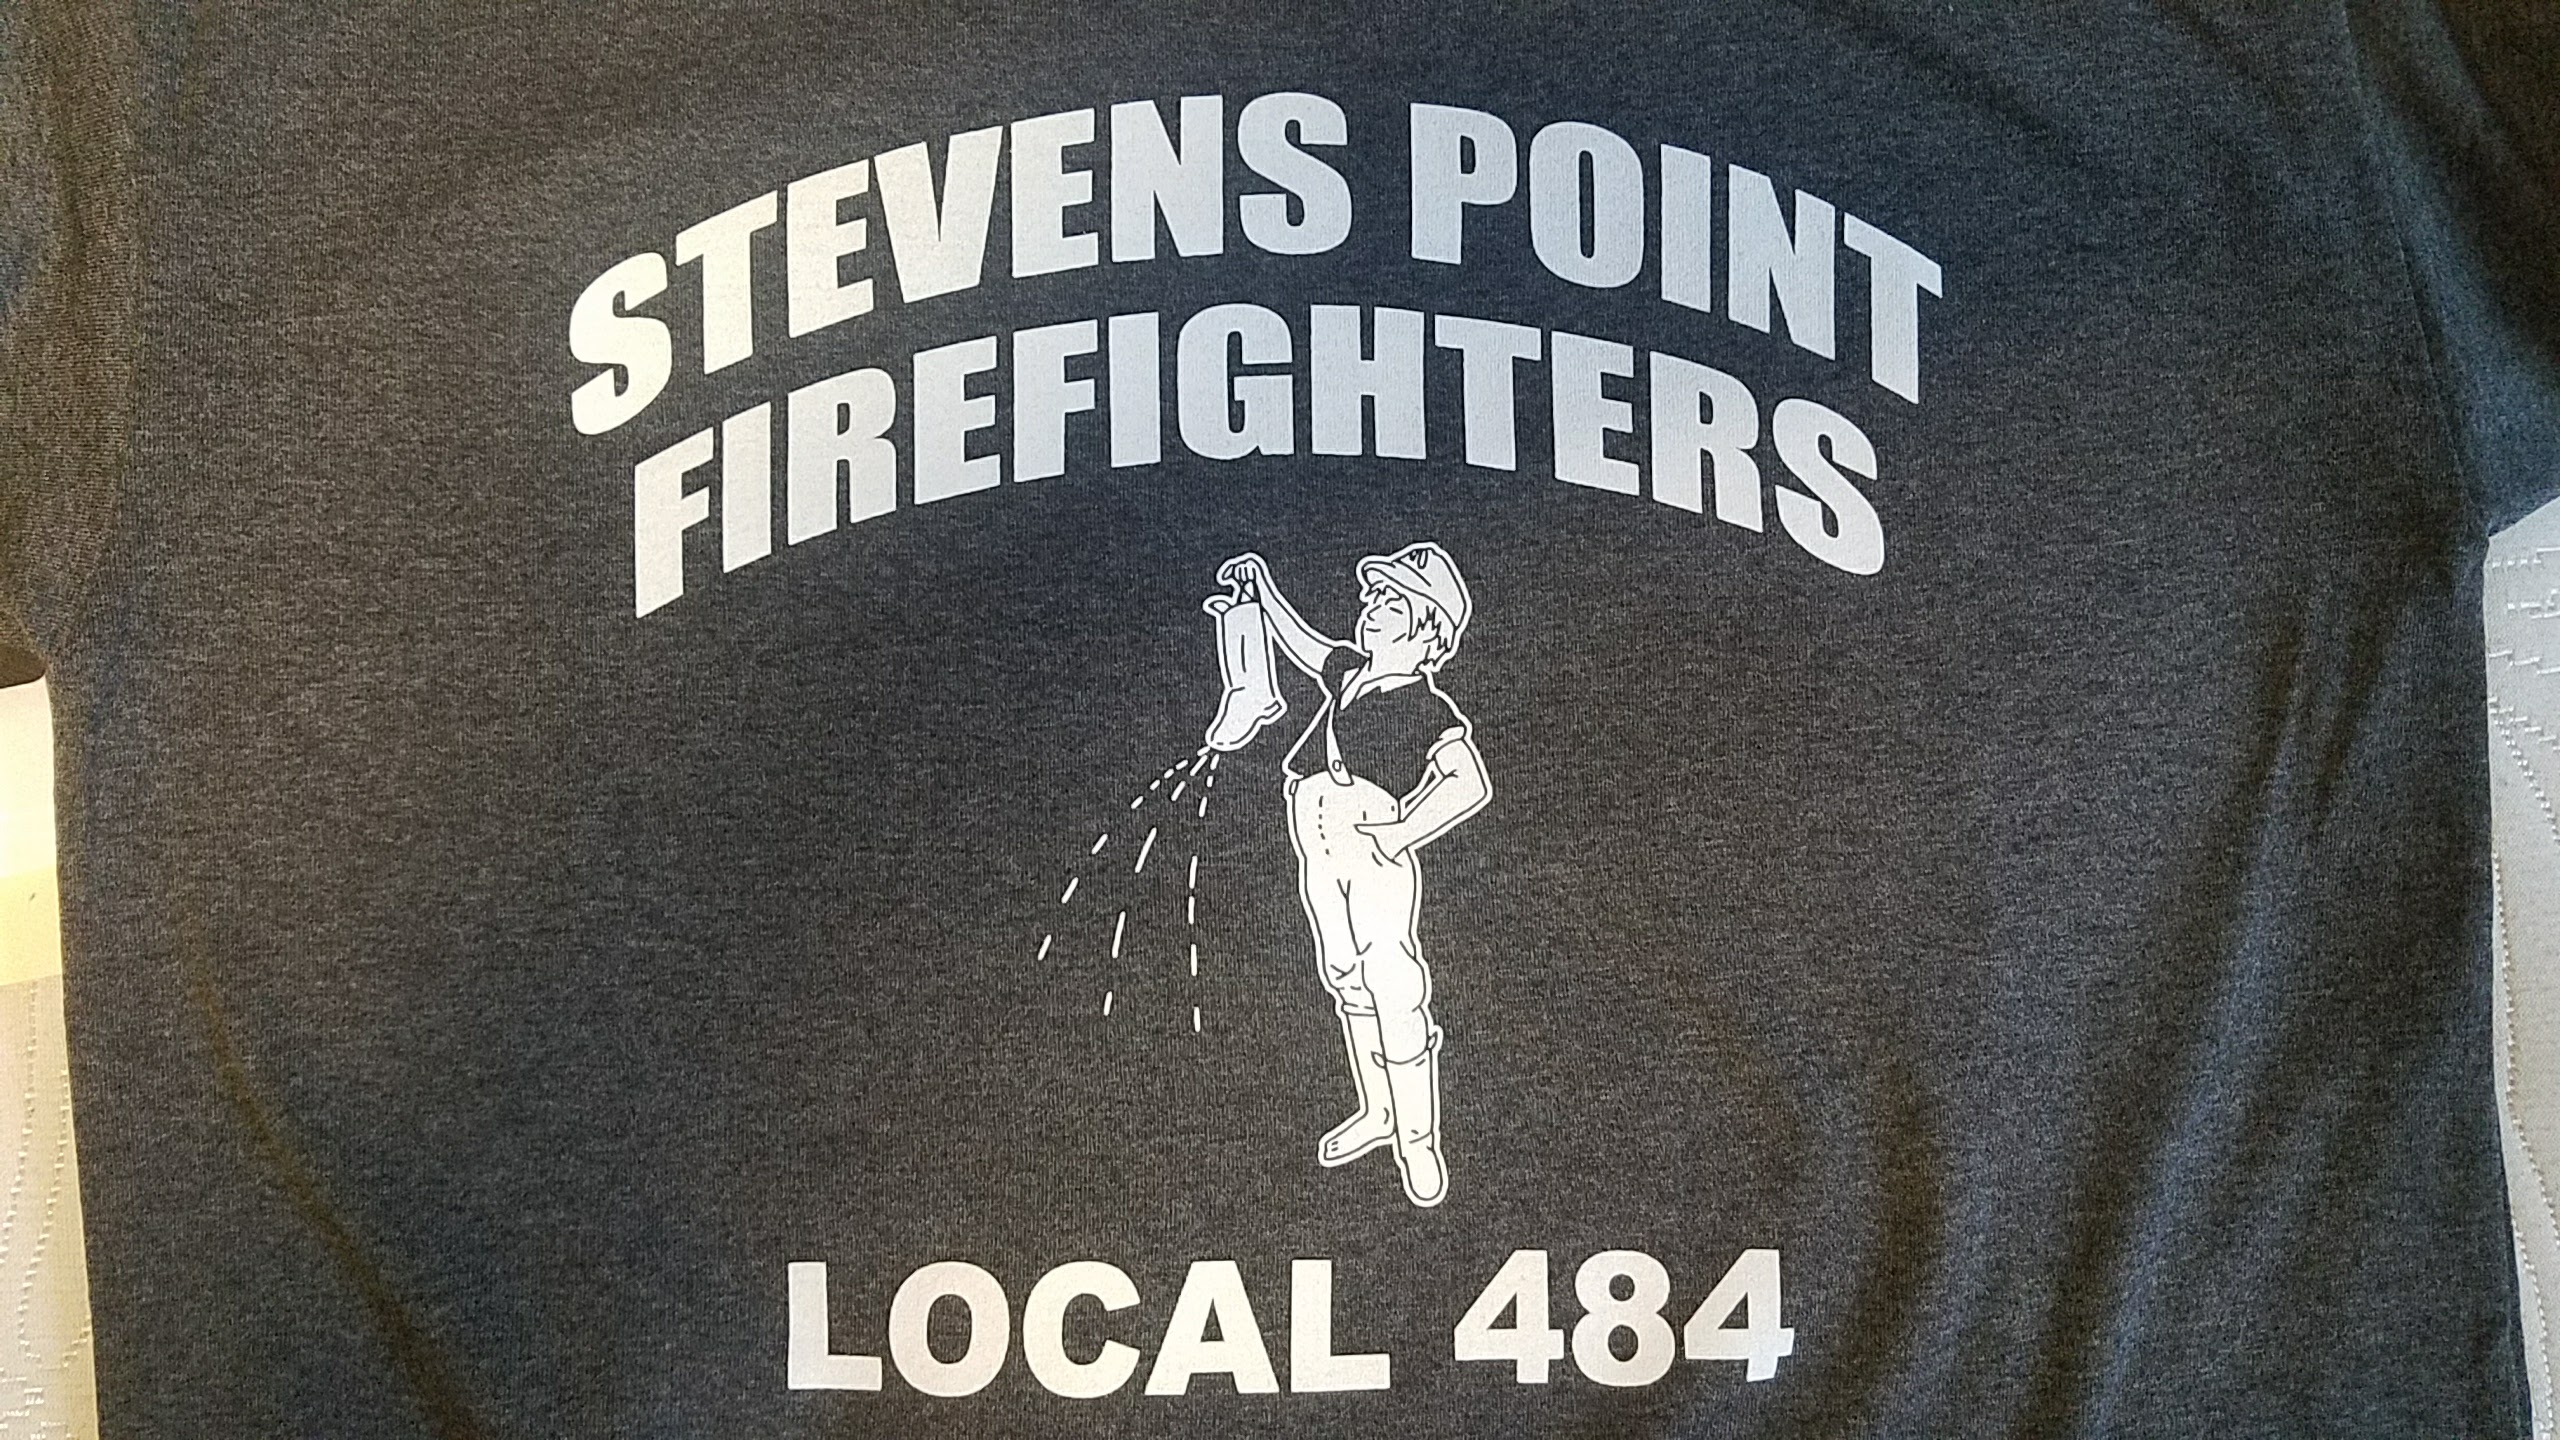 STEVENS POINT
FIREFIGHTERS
LOCAL 484